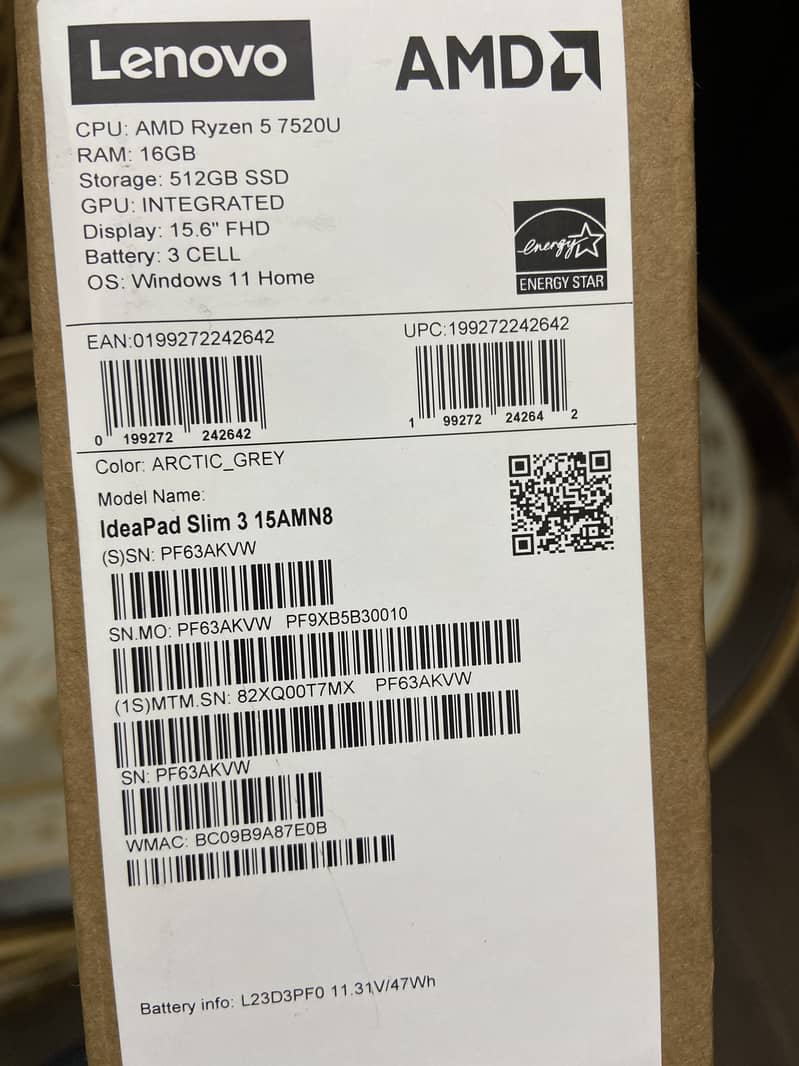 Lenovo
AMD
CPU: AMD Ryzen 5 7520U
RAM: 16GB
Storage: 512GB SSD
GPU: INTEGRATED
Display: 15.6" FHD
Battery: 3 CELL
OS: Windows 11 Home
energy
ENERGY STAR
EAN:0199272242642
UPC:199272242642
0 199272 242642
1 99272 24264 2
Color: ARCTIC_GREY
Model Name:
IdeaPad Slim 3 15AMN8
(S)SN: PF63AKVW
SN.MO: PF63AKVW PF9XB5B30010
(1S)MTM.SN: 82XQ00T7MX PF63AKVW
SN: PF63AKVW
WMAC: BC09B9A87E0B
Battery info: L23D3PF0 11.31V/47Wh